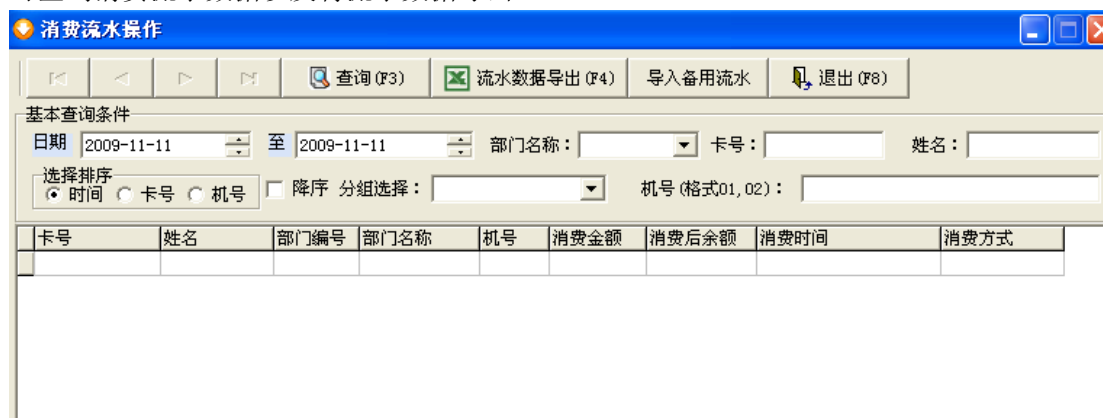 消费流水操作
查询(F3) 流水数据导出(F4) 导入备用流水 退出(F8)
基本查询条件
日期 2009-11-11 至 2009-11-11 部门名称： 卡号： 姓名：
选择排序
时间 卡号 机号 降序 分组选择： 机号(格式01,02)：
卡号 姓名 部门编号 部门名称 机号 消费金额 消费后余额 消费时间 消费方式